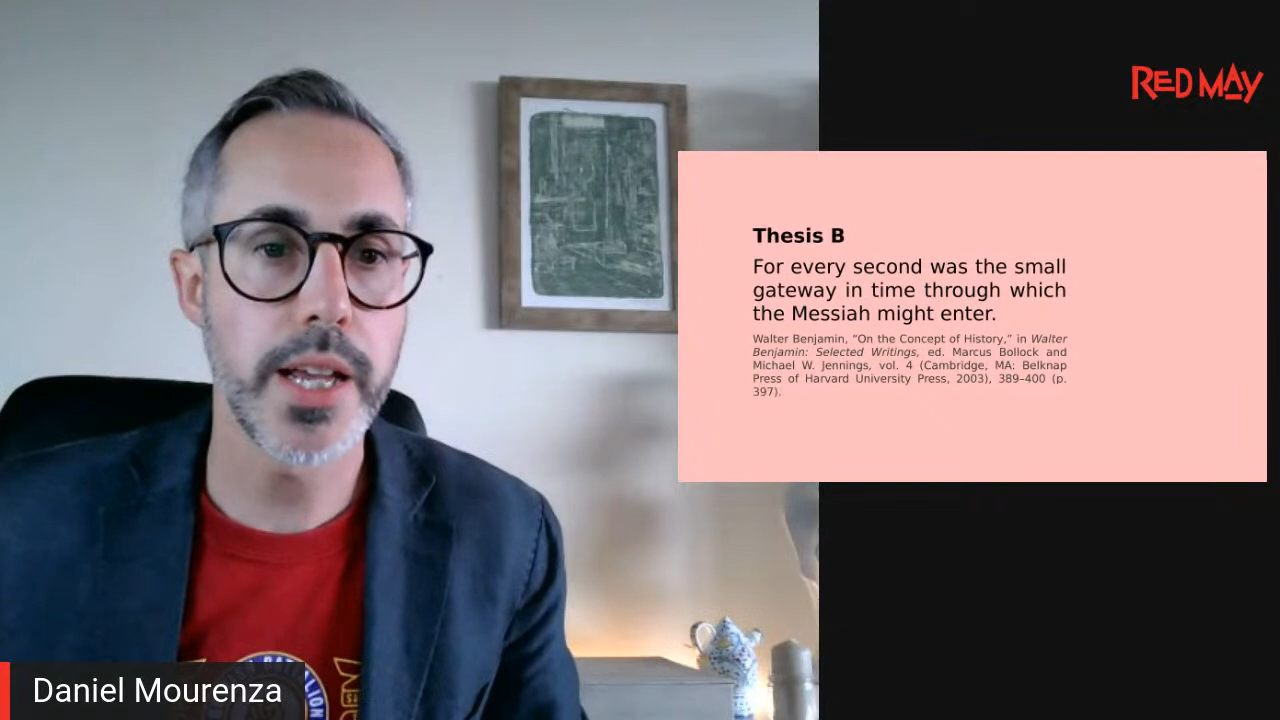 RED MAY
Thesis B
For every second was the small
gateway in time through which
the Messiah might enter.
Walter Benjamin, “On the Concept of History,” in Walter
Benjamin: Selected Writings, ed. Marcus Bollock and
Michael W. Jennings, vol. 4 (Cambridge, MA: Belknap
Press of Harvard University Press, 2003), 389–400 (p.
397).
BATTALION
Daniel Mourenza